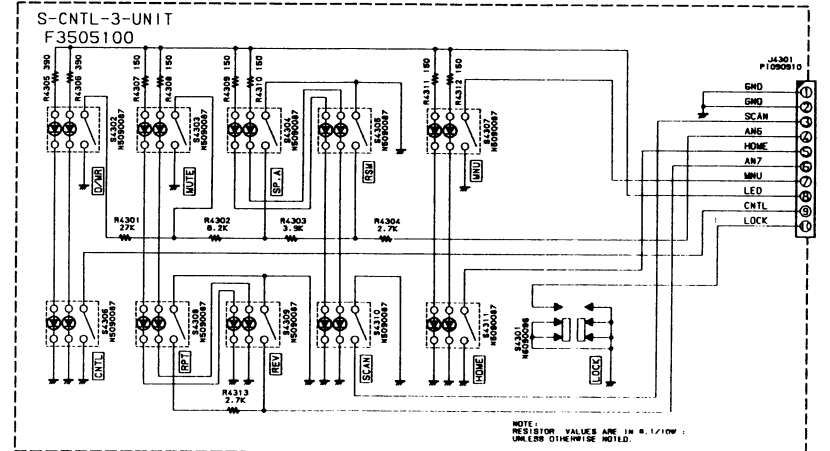 S-CNTL-3-UNIT
F3505100
R4305 390
R4306 390
R4307 150
R4308 150
R4309 150
R4310 150
R4311 150
R4312 150
J4301
P1090910
GND
GND
SCAN
AN6
HOME
AN7
MNU
LED
CNTL
LOCK
1
2
3
4
5
6
7
8
9
10
S4302
N5090087
S4303
N5090087
S4304
N5090087
S4305
N5090087
S4307
N5090087
D/MR
MUTE
SP.A
RSM
MNU
R4301
27K
R4302
8.2K
R4303
3.9K
R4304
2.7K
S4306
N5090087
S4308
N5090087
S4309
N5090087
S4310
N5090087
S4311
N5090087
S4301
N6090096
CNTL
RPT
REV
SCAN
HOME
LOCK
R4313
2.7K
NOTE:
RESISTOR VALUES ARE IN Ω, 1/10W ;
UNLESS OTHERWISE NOTED.